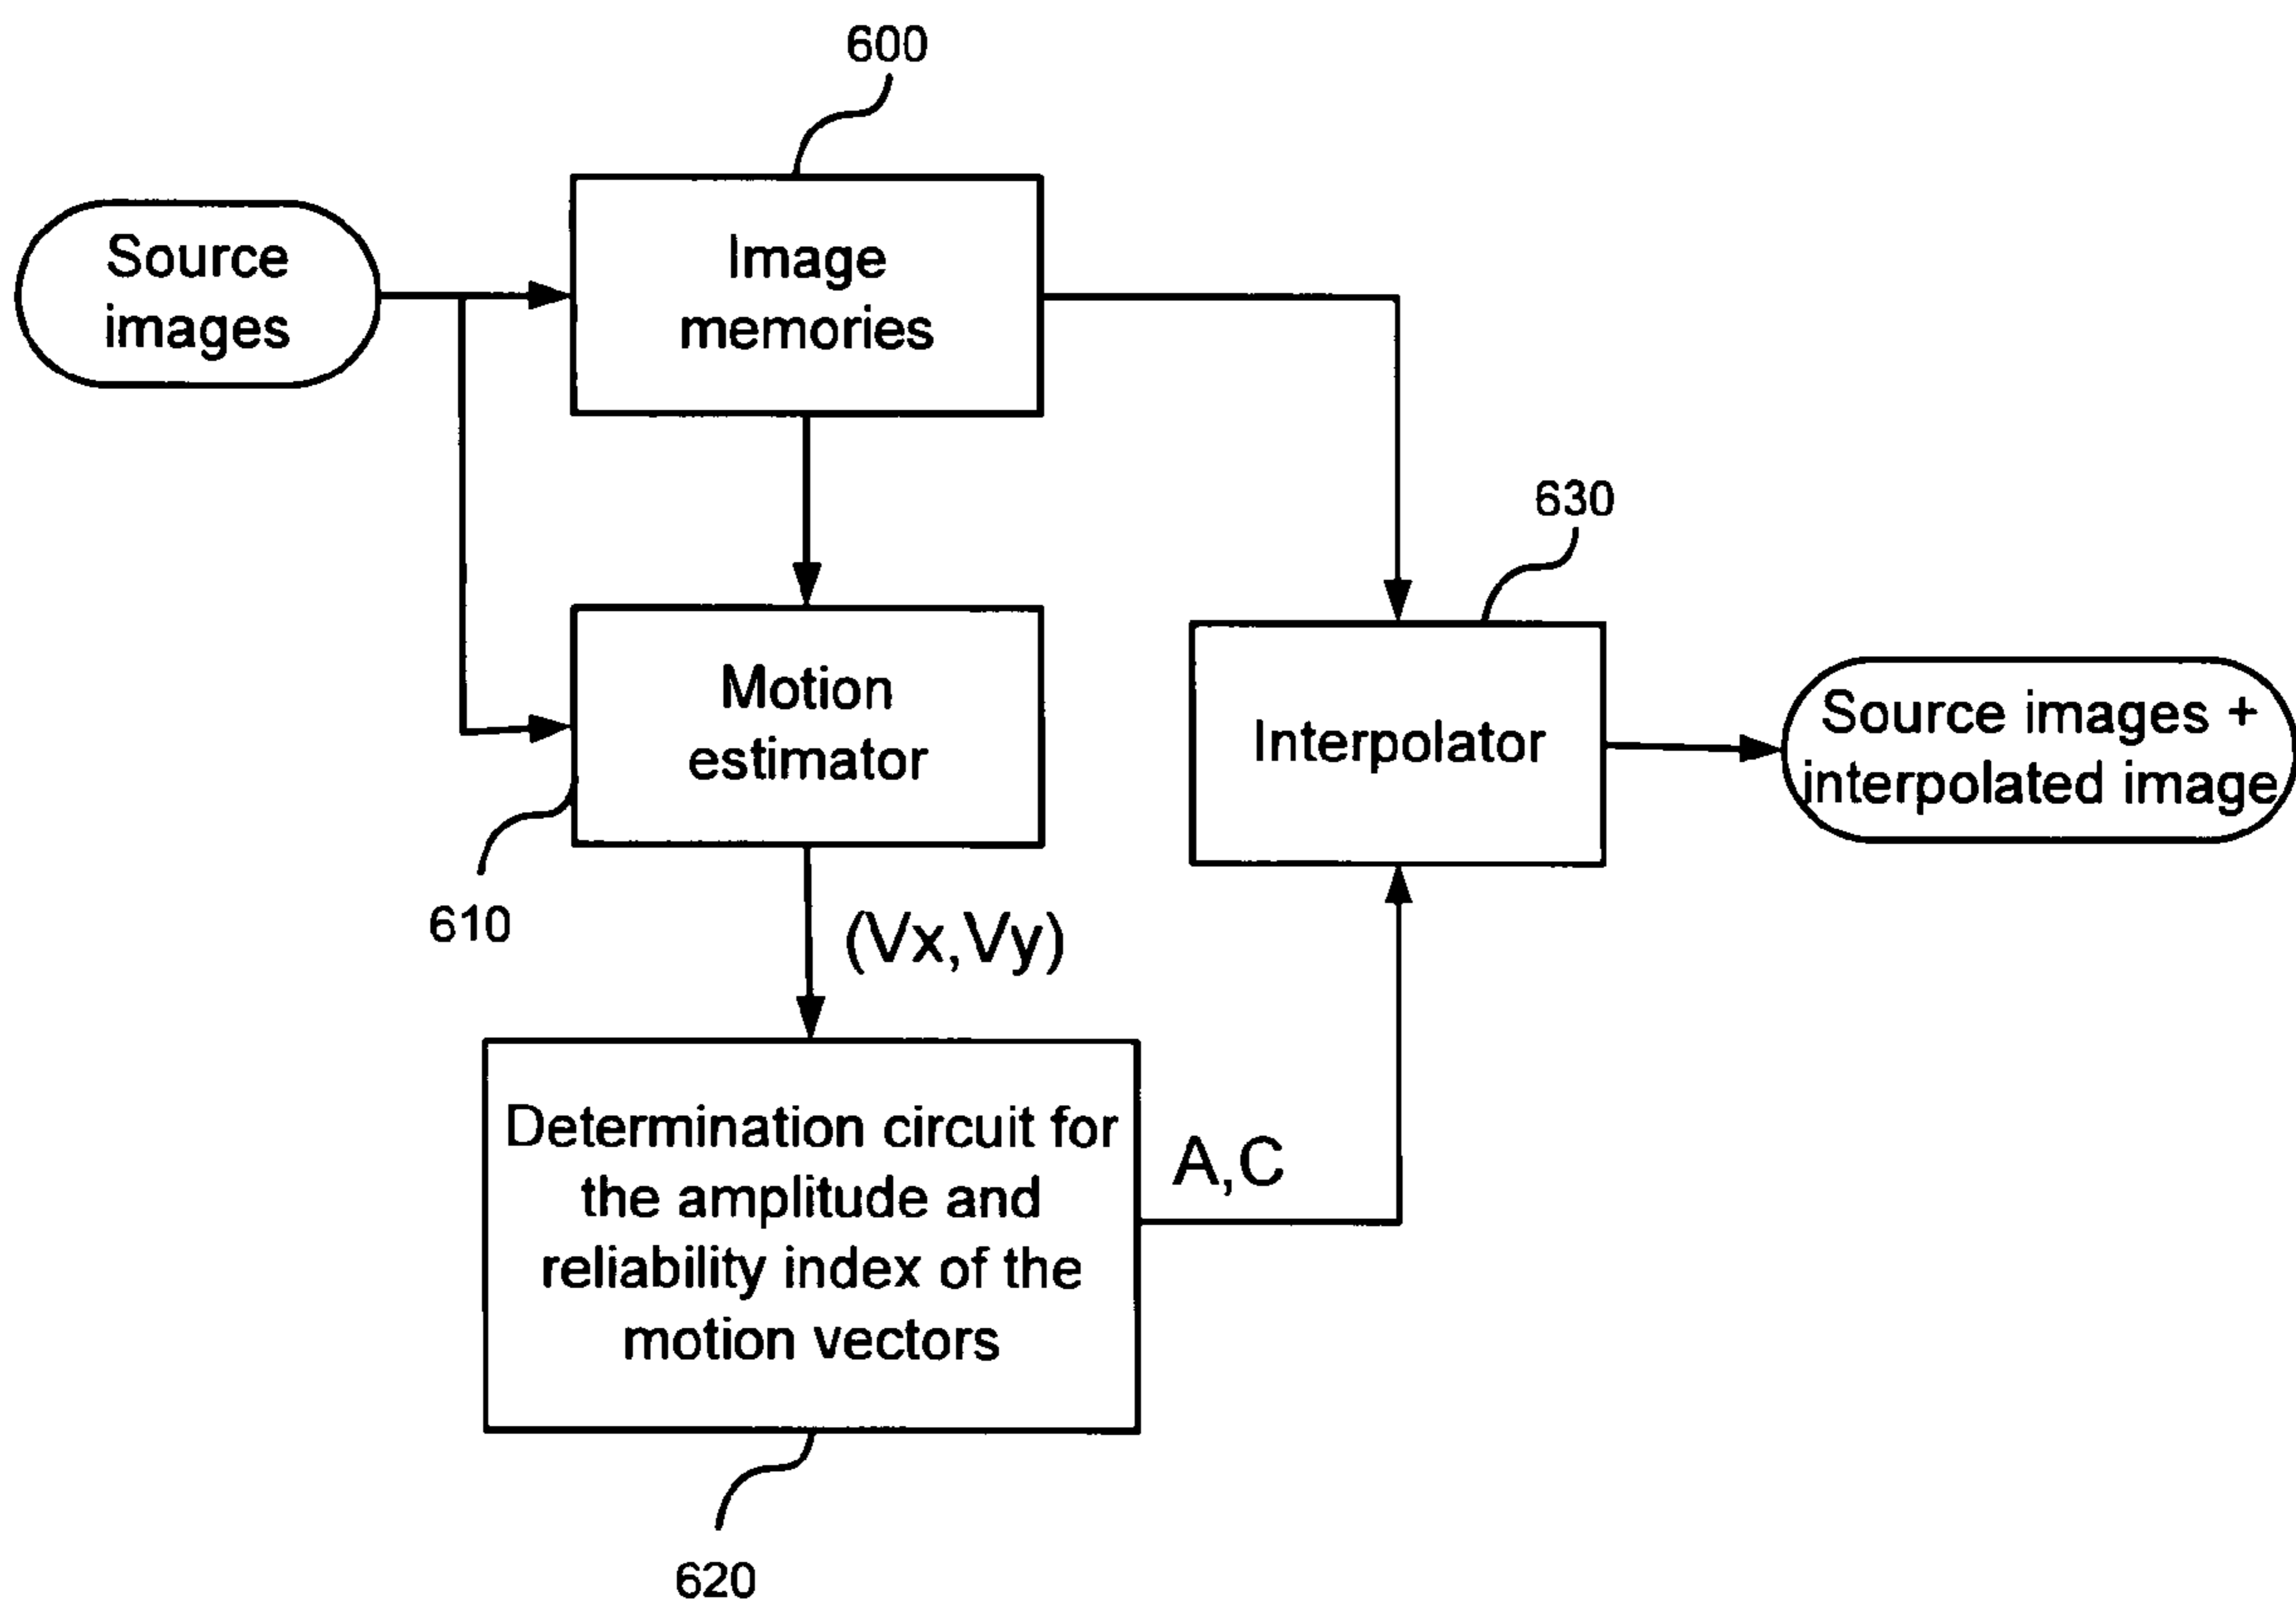 600
Source
images
Image
memories
630
Motion
estimator
Interpolator
Source images +
interpolated image
610
(Vx,Vy)
Determination circuit for
the amplitude and
reliability index of the
motion vectors
A,C
620